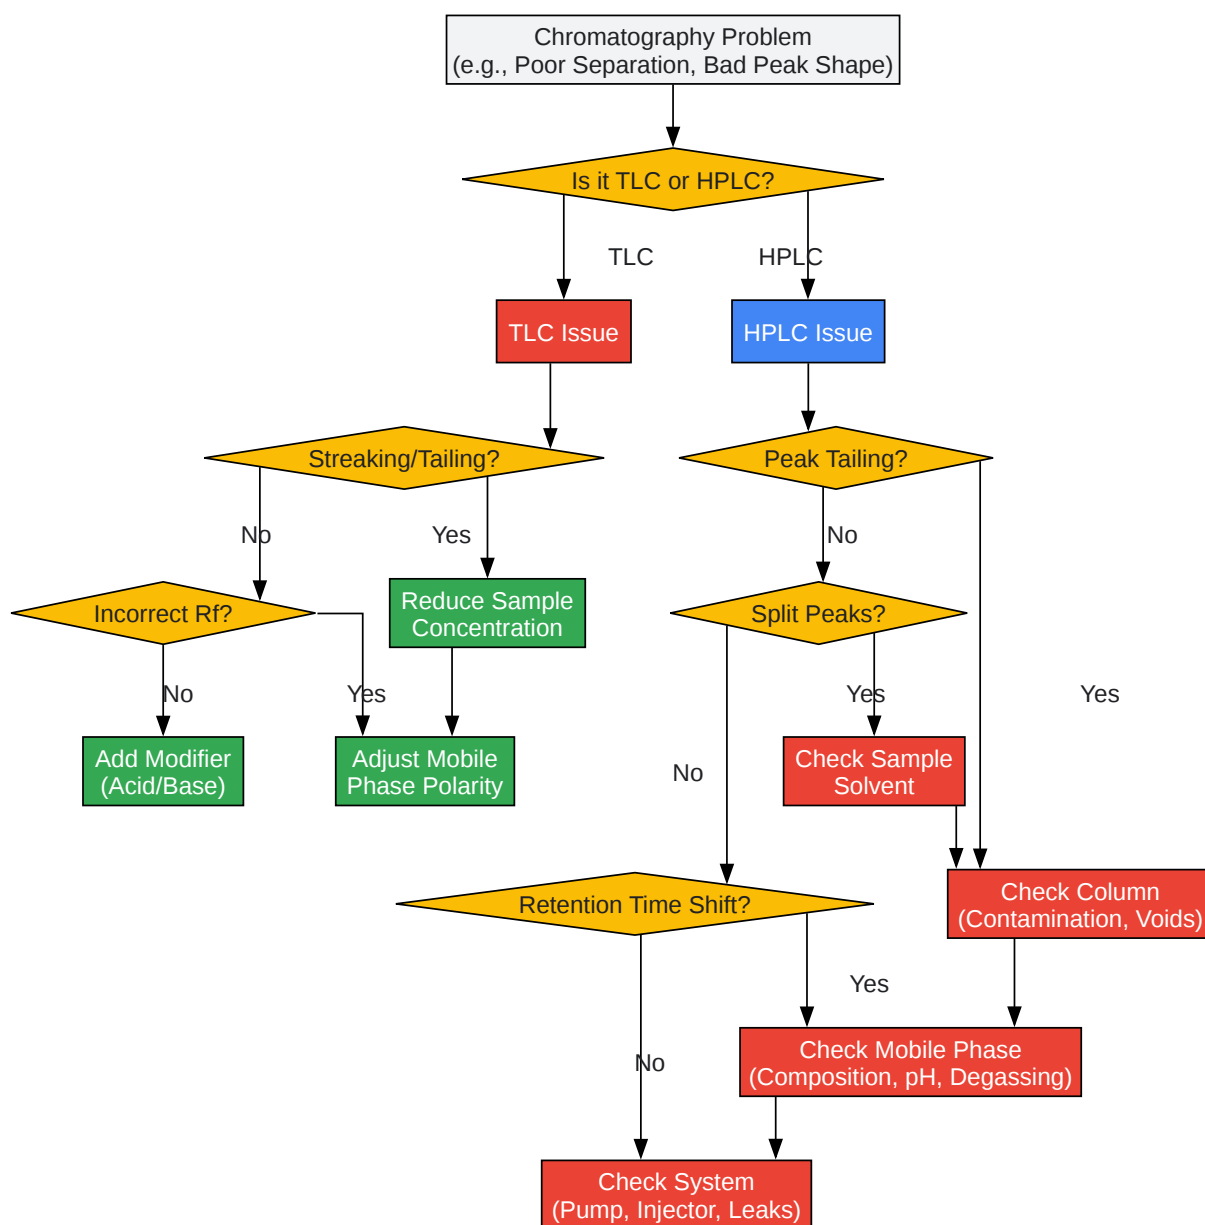 Chromatography Problem
(e.g., Poor Separation, Bad Peak Shape)
Is it TLC or HPLC?
TLC
HPLC
TLC Issue
HPLC Issue
Streaking/Tailing?
Peak Tailing?
No
Yes
No
Incorrect Rf?
Reduce Sample
Concentration
Split Peaks?
No
Yes
Yes
Yes
Add Modifier
(Acid/Base)
Adjust Mobile
Phase Polarity
No
Check Sample
Solvent
Retention Time Shift?
Check Column
(Contamination, Voids)
Yes
No
Check Mobile Phase
(Composition, pH, Degassing)
Check System
(Pump, Injector, Leaks)